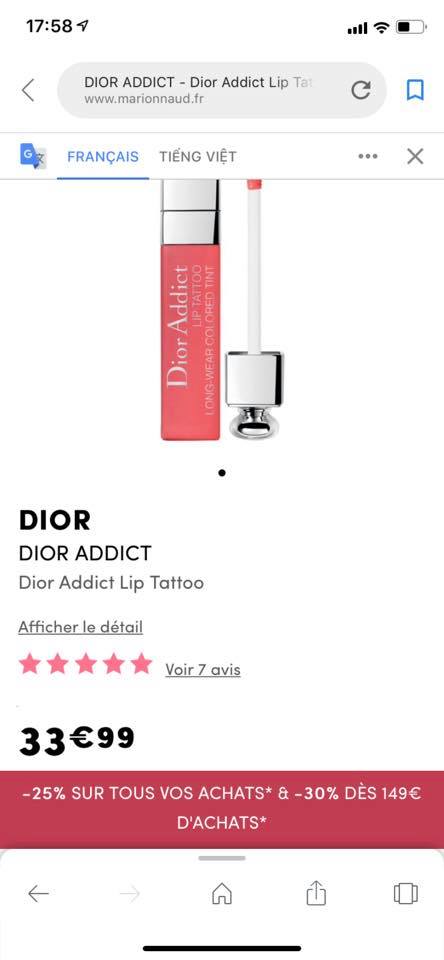 17:58
DIOR ADDICT - Dior Addict Lip Tat
www.marionnaud.fr
FRANÇAIS TIẾNG VIỆT
Dior Addict
LIP TATTOO
LONG-WEAR COLORED TINT
DIOR
DIOR ADDICT
Dior Addict Lip Tattoo
Afficher le détail
Voir 7 avis
33€99
-25% SUR TOUS VOS ACHATS* & -30% DÈS 149€
D'ACHATS*